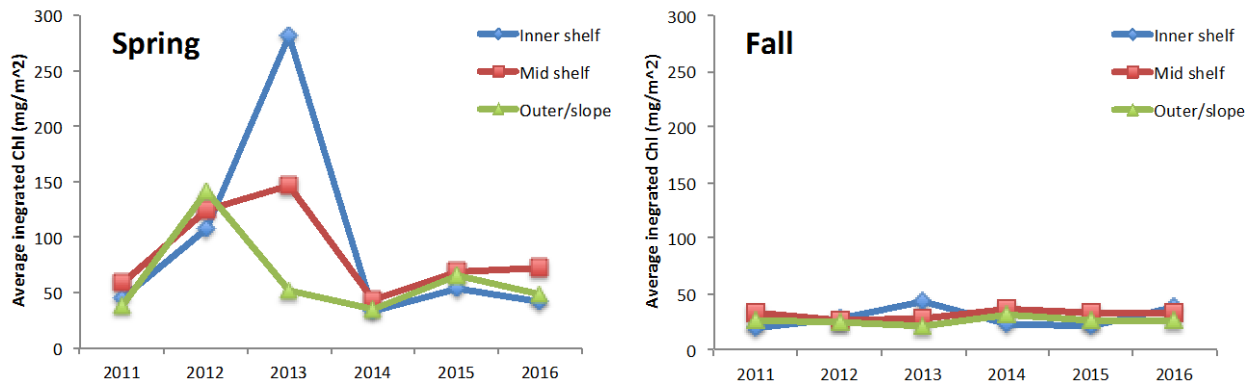 Spring
Average inegrated Chl (mg/m^2)
300
250
200
150
100
50
0
2011 2012 2013 2014 2015 2016
Inner shelf
Mid shelf
Outer/slope
Fall
Average inegrated Chl (mg/m^2)
300
250
200
150
100
50
0
2011 2012 2013 2014 2015 2016
Inner shelf
Mid shelf
Outer/slope